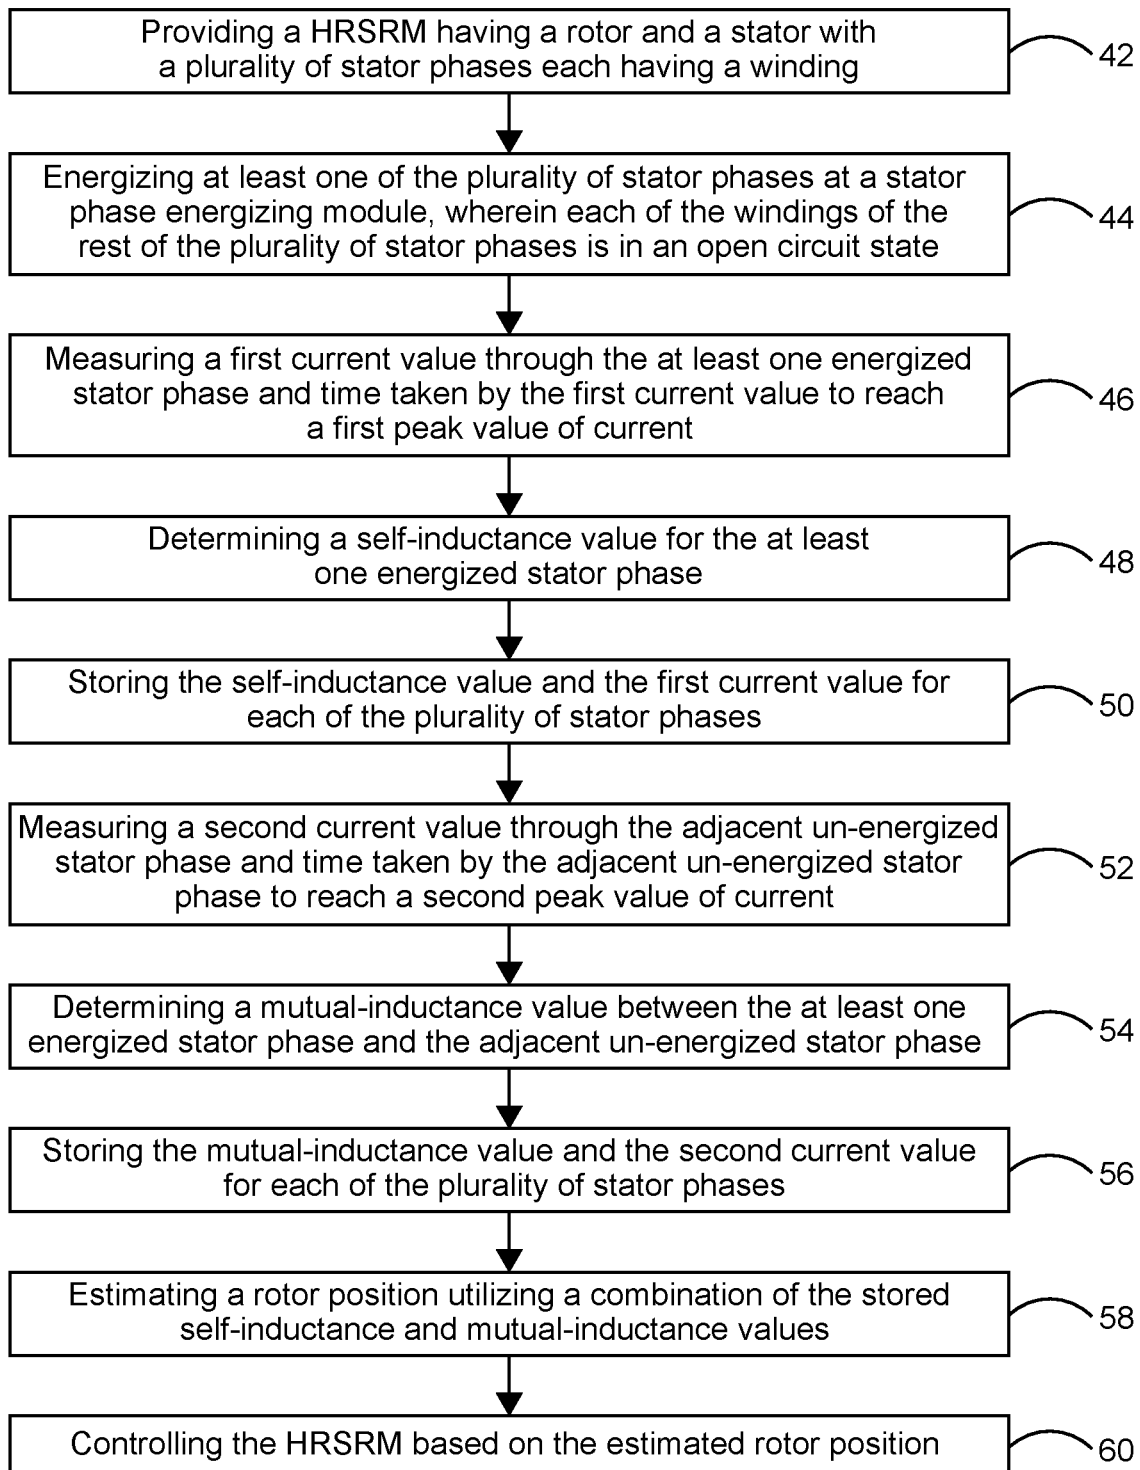 Providing a HRSRM having a rotor and a stator with
a plurality of stator phases each having a winding
42
Energizing at least one of the plurality of stator phases at a stator
phase energizing module, wherein each of the windings of the
rest of the plurality of stator phases is in an open circuit state
44
Measuring a first current value through the at least one energized
stator phase and time taken by the first current value to reach
a first peak value of current
46
Determining a self-inductance value for the at least
one energized stator phase
48
Storing the self-inductance value and the first current value for
each of the plurality of stator phases
50
Measuring a second current value through the adjacent un-energized
stator phase and time taken by the adjacent un-energized stator
phase to reach a second peak value of current
52
Determining a mutual-inductance value between the at least one
energized stator phase and the adjacent un-energized stator phase
54
Storing the mutual-inductance value and the second current value
for each of the plurality of stator phases
56
Estimating a rotor position utilizing a combination of the stored
self-inductance and mutual-inductance values
58
Controlling the HRSRM based on the estimated rotor position
60